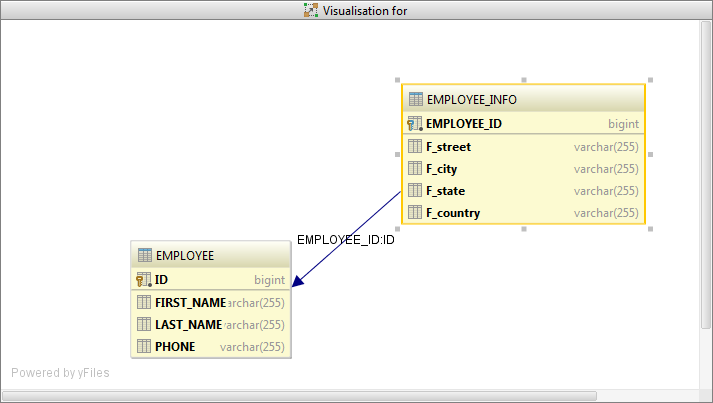 Visualisation for
EMPLOYEE_INFO
EMPLOYEE_ID bigint
F_street varchar(255)
F_city varchar(255)
F_state varchar(255)
F_country varchar(255)
EMPLOYEE_ID:ID
EMPLOYEE
ID bigint
FIRST_NAME varchar(255)
LAST_NAME varchar(255)
PHONE varchar(255)
Powered by yFiles